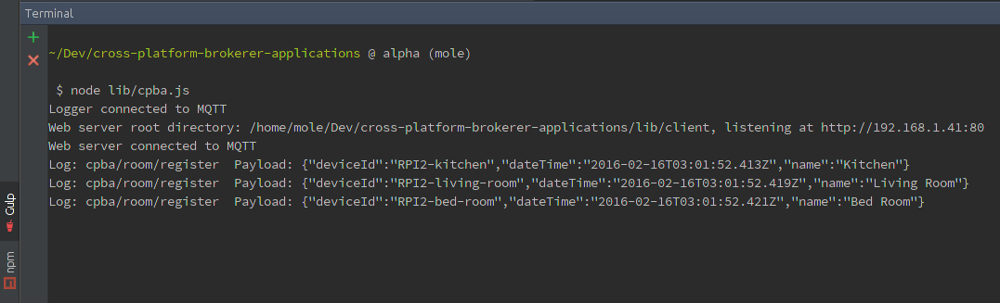 Terminal
~/Dev/cross-platform-brokerer-applications @ alpha (mole)
$ node lib/cpba.js
Logger connected to MQTT
Web server root directory: /home/mole/Dev/cross-platform-brokerer-applications/lib/client, listening at http://192.168.1.41:80
Web server connected to MQTT
Log: cpba/room/register  Payload: {"deviceId":"RPI2-kitchen","dateTime":"2016-02-16T03:01:52.413Z","name":"Kitchen"}
Log: cpba/room/register  Payload: {"deviceId":"RPI2-living-room","dateTime":"2016-02-16T03:01:52.419Z","name":"Living Room"}
Log: cpba/room/register  Payload: {"deviceId":"RPI2-bed-room","dateTime":"2016-02-16T03:01:52.421Z","name":"Bed Room"}
Gulp
npm